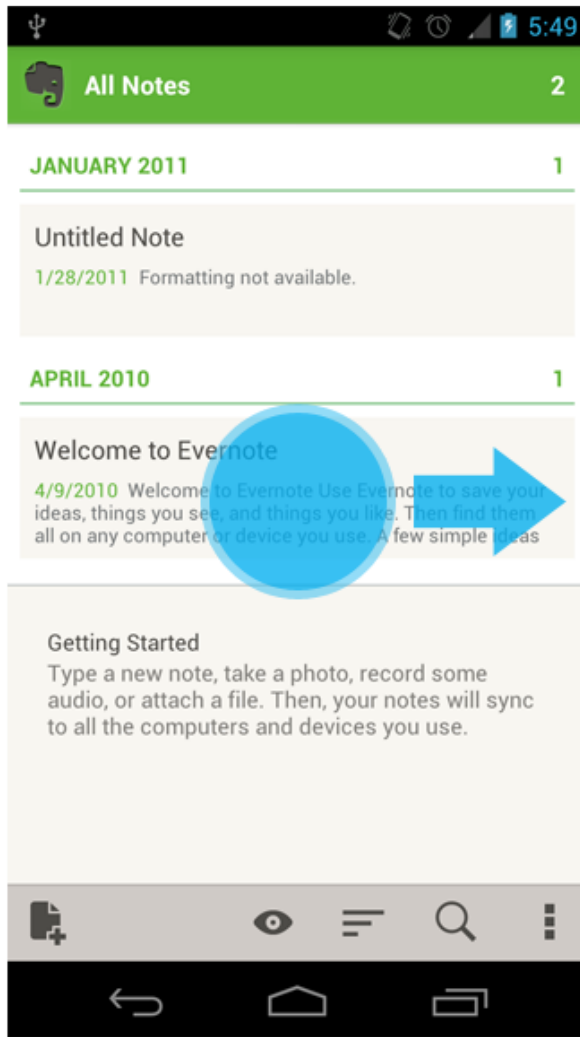 5:49
All Notes 2
JANUARY 2011 1
Untitled Note
1/28/2011 Formatting not available.
APRIL 2010 1
Welcome to Evernote
4/9/2010 Welcome to Evernote Use Evernote to save your
ideas, things you see, and things you like. Then find them
all on any computer or device you use. A few simple ideas
Getting Started
Type a new note, take a photo, record some
audio, or attach a file. Then, your notes will sync
to all the computers and devices you use.